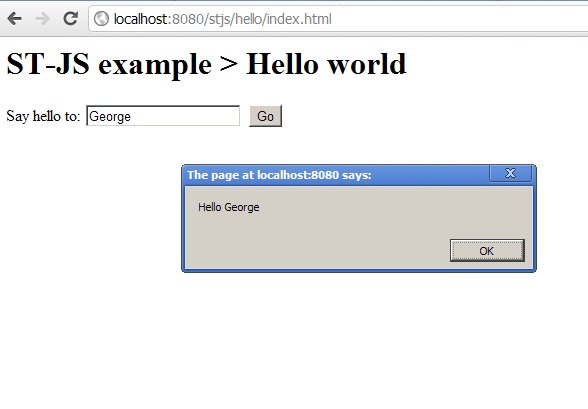 localhost:8080/stjs/hello/index.html
ST-JS example > Hello world
Say hello to: George Go
The page at localhost:8080 says: X
Hello George
OK